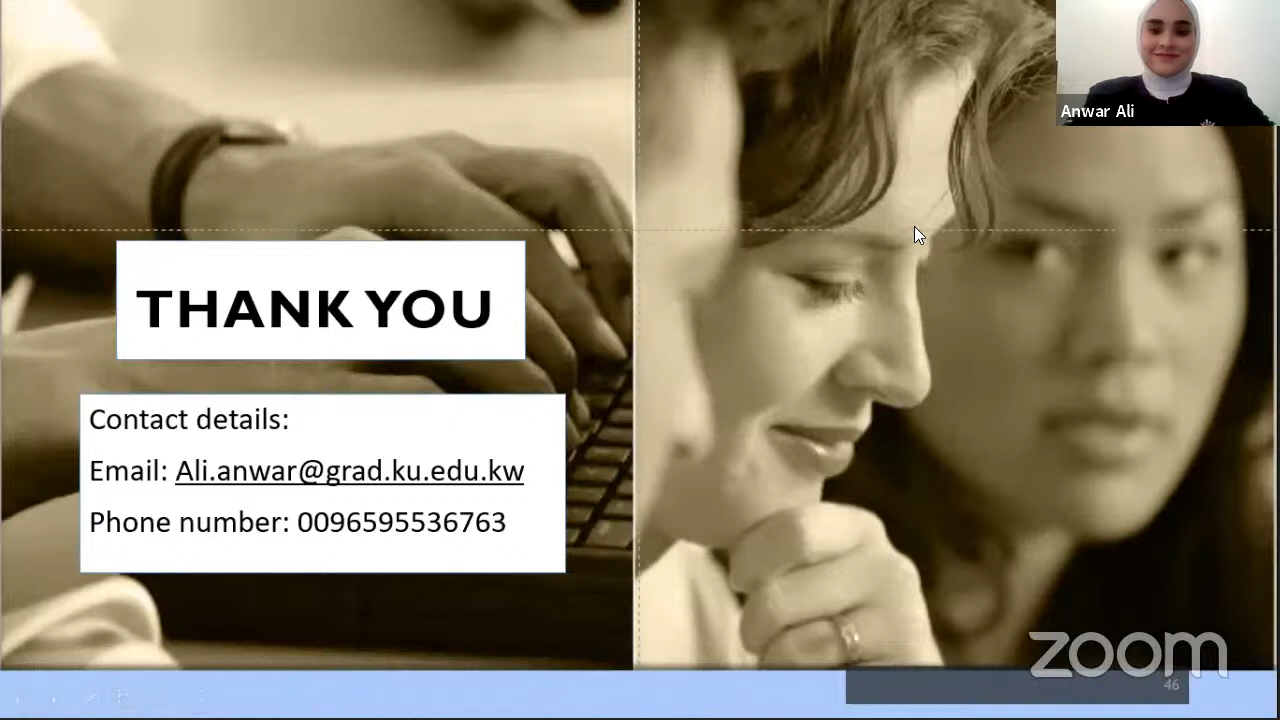 Anwar Ali
THANK YOU
Contact details:
Email: Ali.anwar@grad.ku.edu.kw
Phone number: 0096595536763
zoom
46